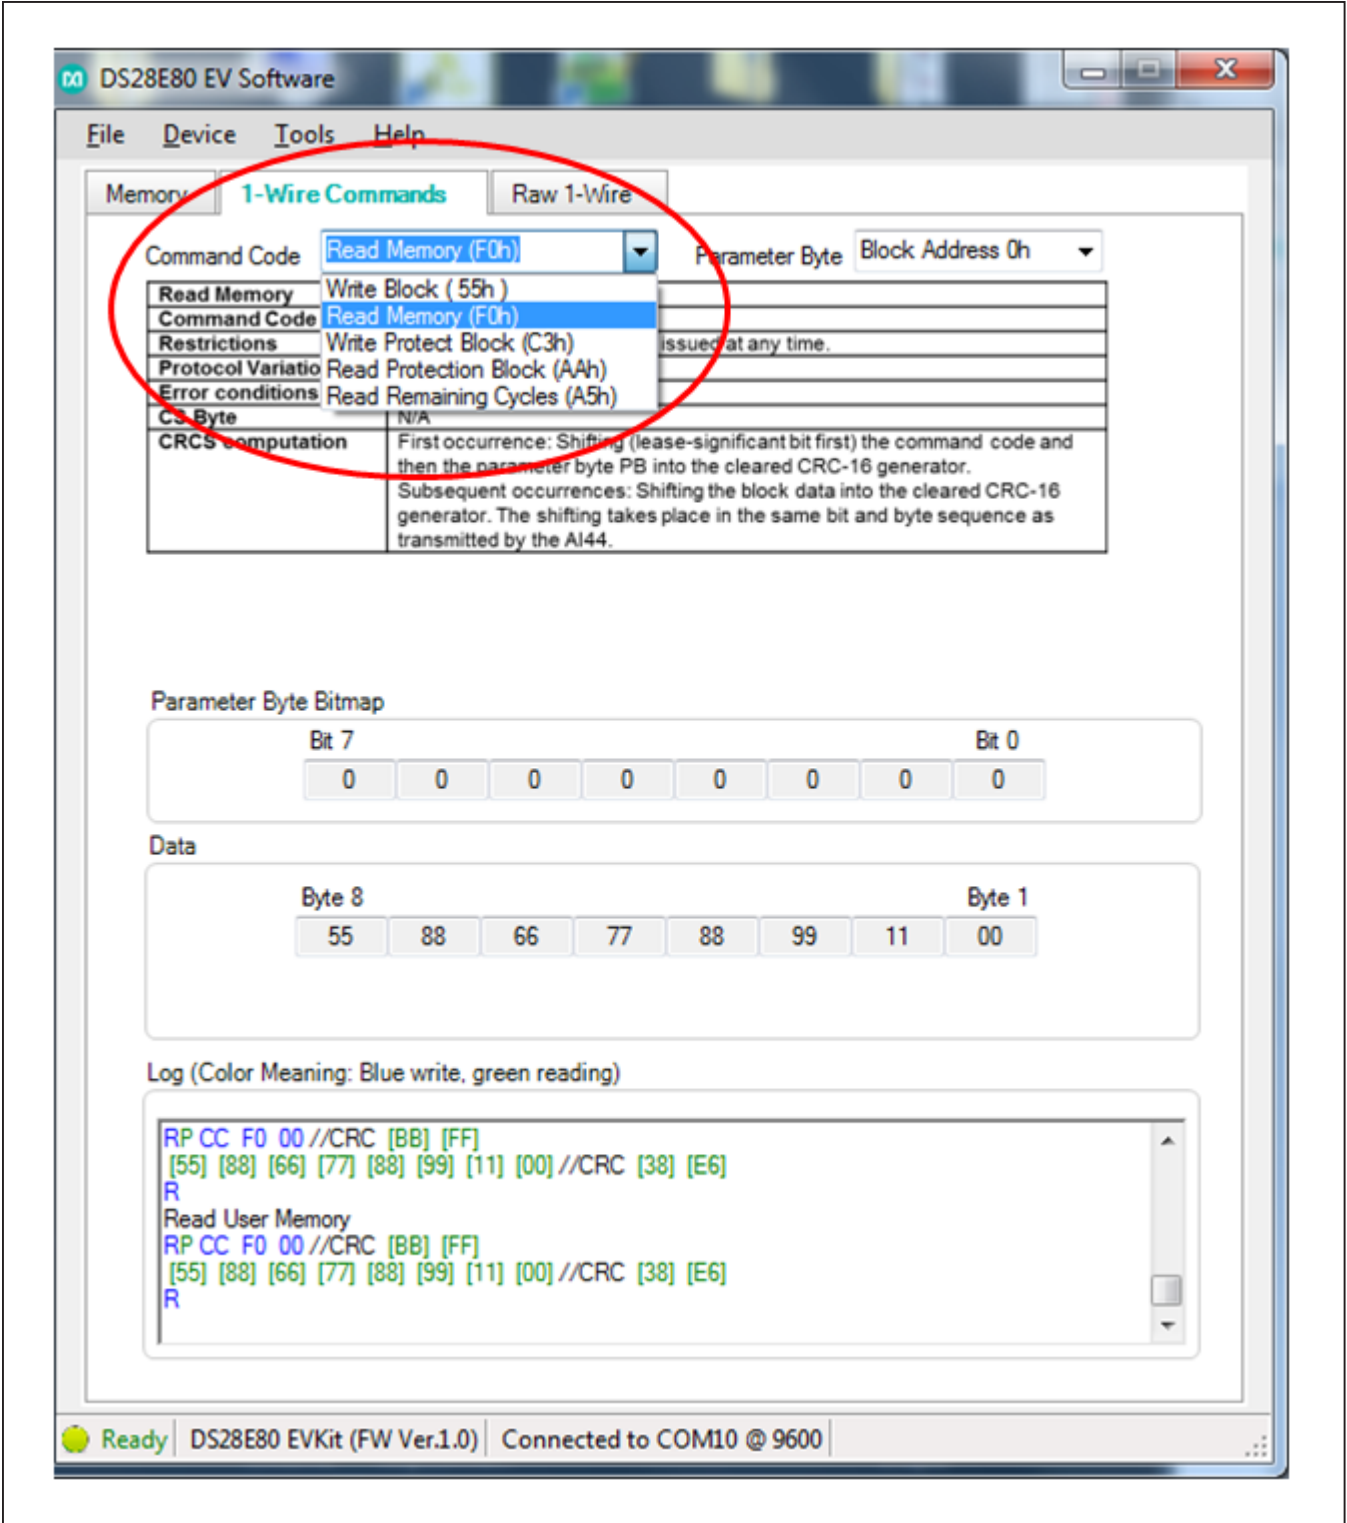 DS28E80 EV Software
File Device Tools Help
Memory 1-Wire Commands Raw 1-Wire
Command Code Read Memory (F0h) Parameter Byte Block Address 0h
Write Block ( 55h )
Read Memory (F0h)
Write Protect Block (C3h)
Read Protection Block (AAh)
Read Remaining Cycles (A5h)
Read Memory
Command Code
Restrictions issued at any time.
Protocol Variatio
Error conditions
CS Byte N/A
CRCS computation First occurrence: Shifting (lease-significant bit first) the command code and
then the parameter byte PB into the cleared CRC-16 generator.
Subsequent occurrences: Shifting the block data into the cleared CRC-16
generator. The shifting takes place in the same bit and byte sequence as
transmitted by the AI44.
Parameter Byte Bitmap
Bit 7 Bit 0
0 0 0 0 0 0 0 0
Data
Byte 8 Byte 1
55 88 66 77 88 99 11 00
Log (Color Meaning: Blue write, green reading)
RP CC F0 00 //CRC [BB] [FF]
[55] [88] [66] [77] [88] [99] [11] [00] //CRC [38] [E6]
R
Read User Memory
RP CC F0 00 //CRC [BB] [FF]
[55] [88] [66] [77] [88] [99] [11] [00] //CRC [38] [E6]
R
Ready DS28E80 EVKit (FW Ver.1.0) Connected to COM10 @ 9600